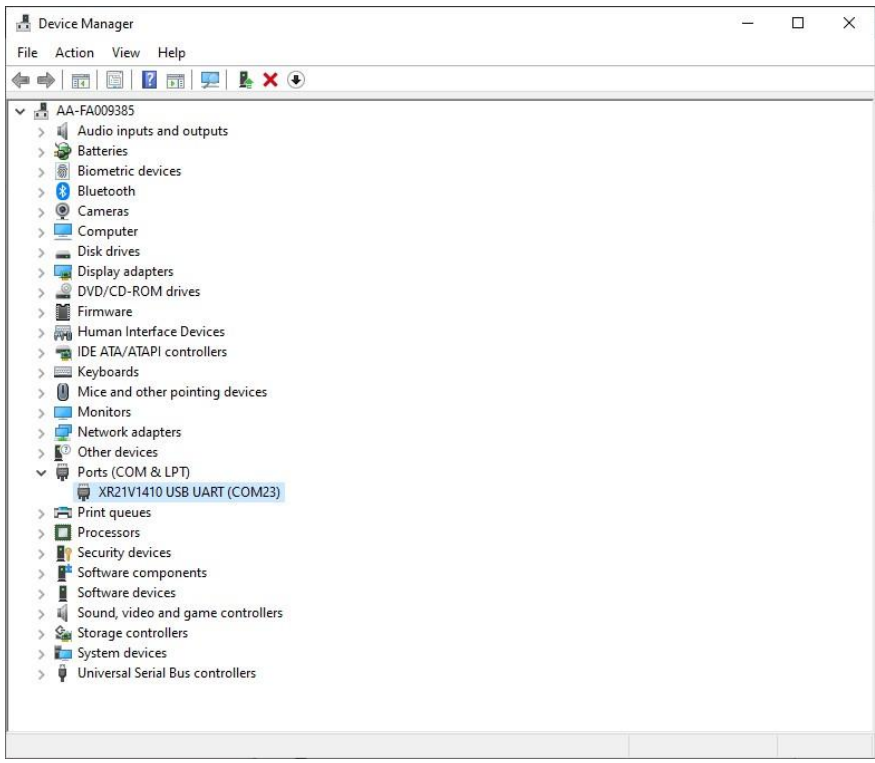 Device Manager
File Action View Help
AA-FA009385
Audio inputs and outputs
Batteries
Biometric devices
Bluetooth
Cameras
Computer
Disk drives
Display adapters
DVD/CD-ROM drives
Firmware
Human Interface Devices
IDE ATA/ATAPI controllers
Keyboards
Mice and other pointing devices
Monitors
Network adapters
Other devices
Ports (COM & LPT)
XR21V1410 USB UART (COM23)
Print queues
Processors
Security devices
Software components
Software devices
Sound, video and game controllers
Storage controllers
System devices
Universal Serial Bus controllers